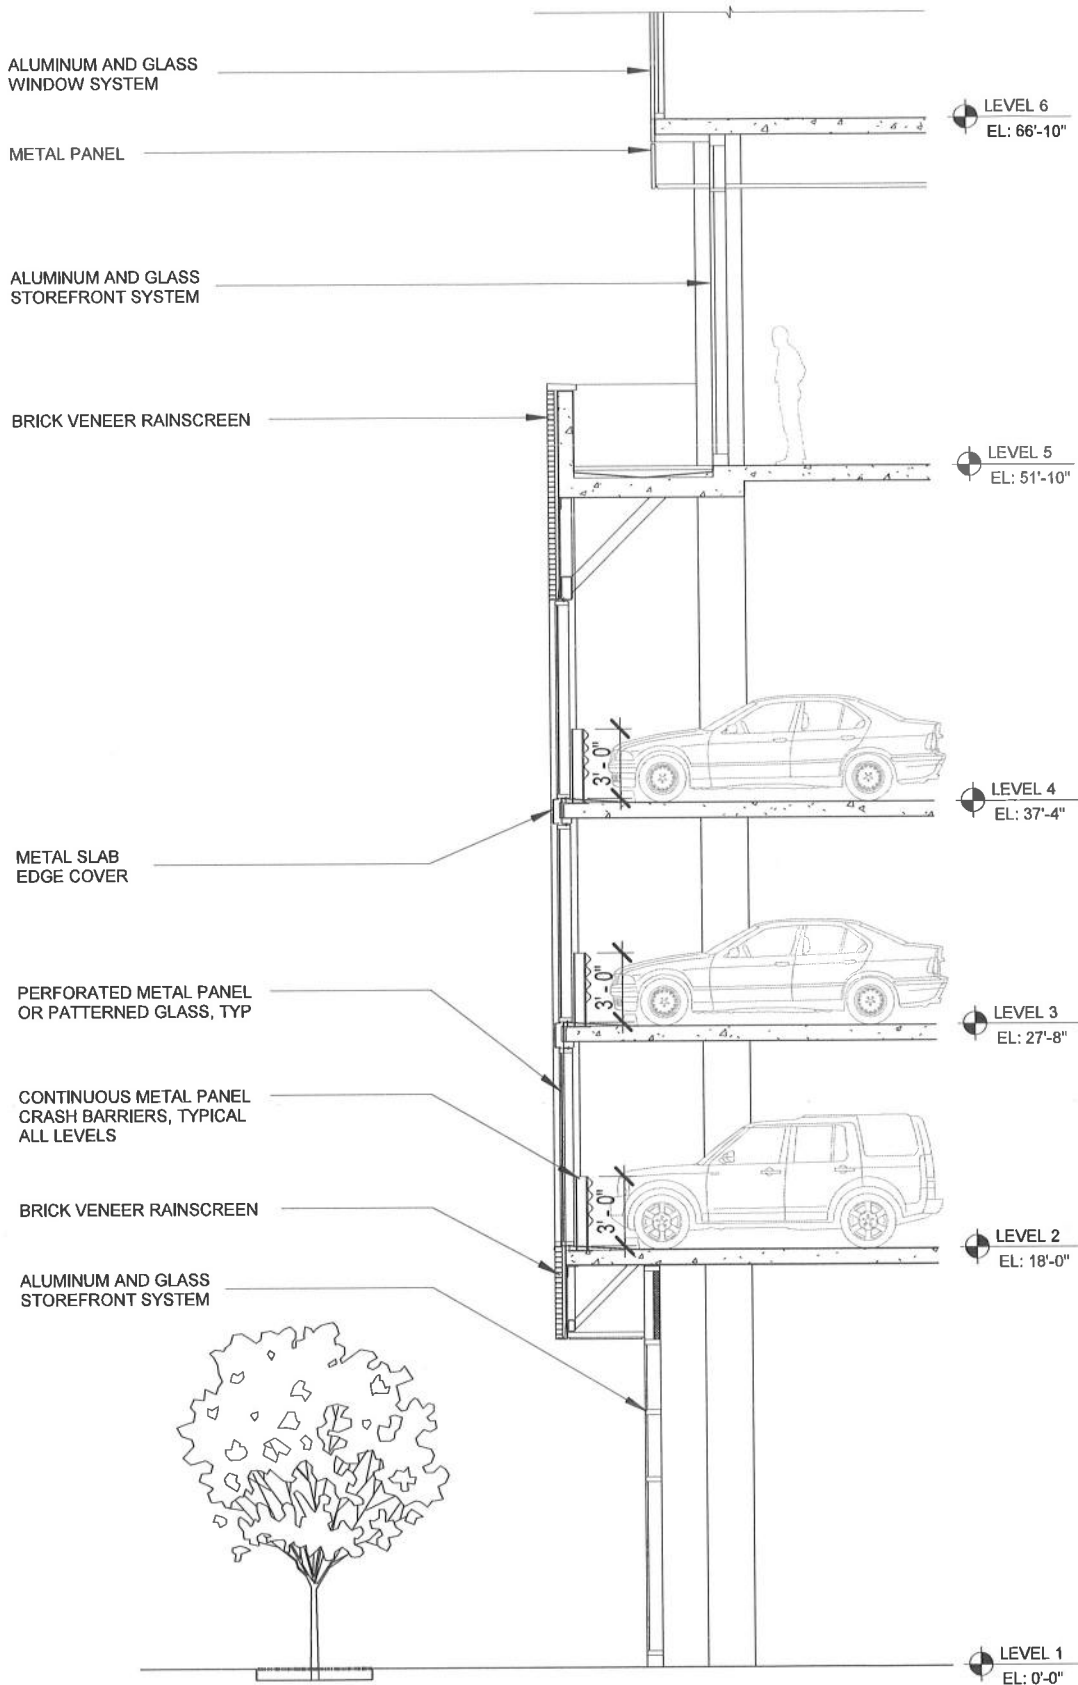 ALUMINUM AND GLASS
WINDOW SYSTEM
LEVEL 6
EL: 66'-10"
METAL PANEL
ALUMINUM AND GLASS
STOREFRONT SYSTEM
BRICK VENEER RAINSCREEN
LEVEL 5
EL: 51'-10"
3'-0"
LEVEL 4
EL: 37'-4"
METAL SLAB
EDGE COVER
PERFORATED METAL PANEL
OR PATTERNED GLASS, TYP
3'-0"
LEVEL 3
EL: 27'-8"
CONTINUOUS METAL PANEL
CRASH BARRIERS, TYPICAL
ALL LEVELS
BRICK VENEER RAINSCREEN
3'-0"
LEVEL 2
EL: 18'-0"
ALUMINUM AND GLASS
STOREFRONT SYSTEM
LEVEL 1
EL: 0'-0"